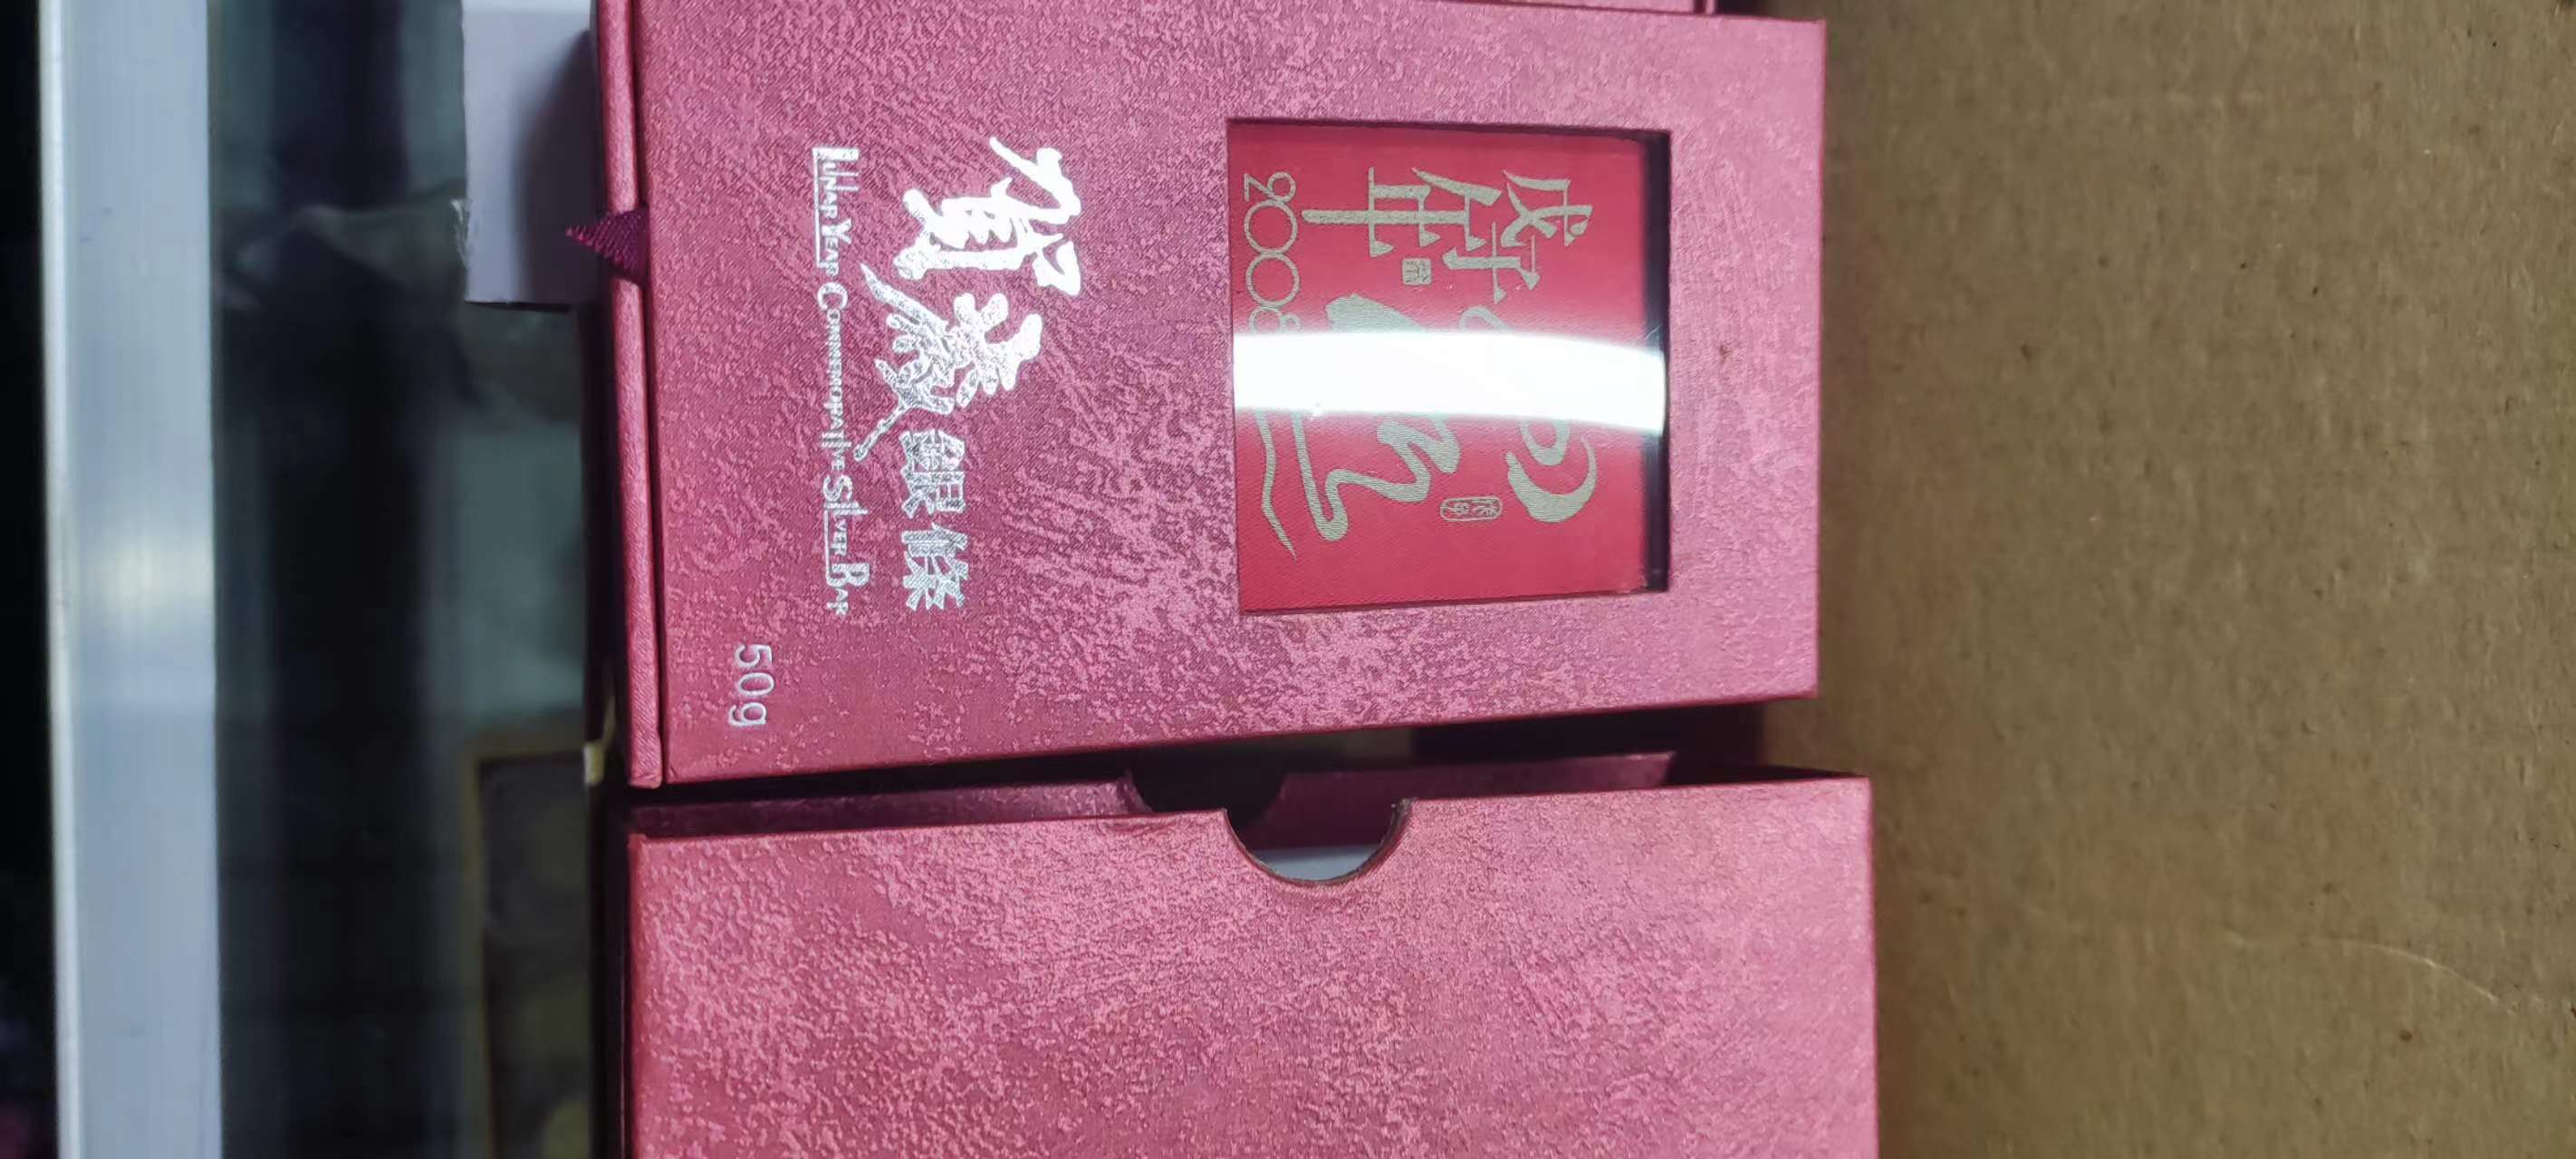 戊子年
2008
賀歲銀條
Lunar Year Commemorative Silver Bar
50g